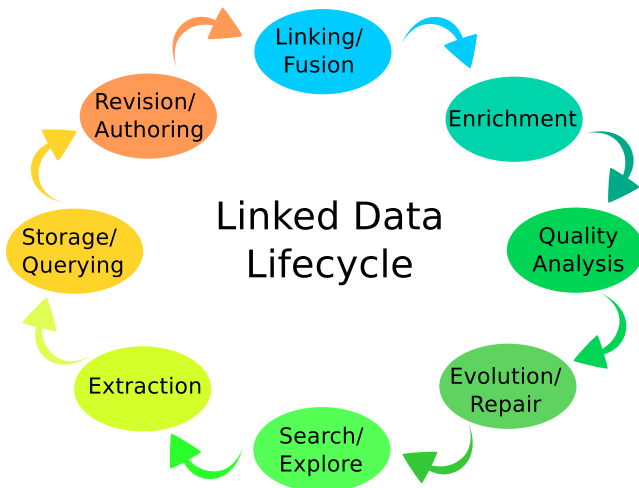 Linking/
Fusion
Revision/
Authoring
Enrichment
Linked Data
Lifecycle
Storage/
Querying
Quality
Analysis
Extraction
Evolution/
Repair
Search/
Explore